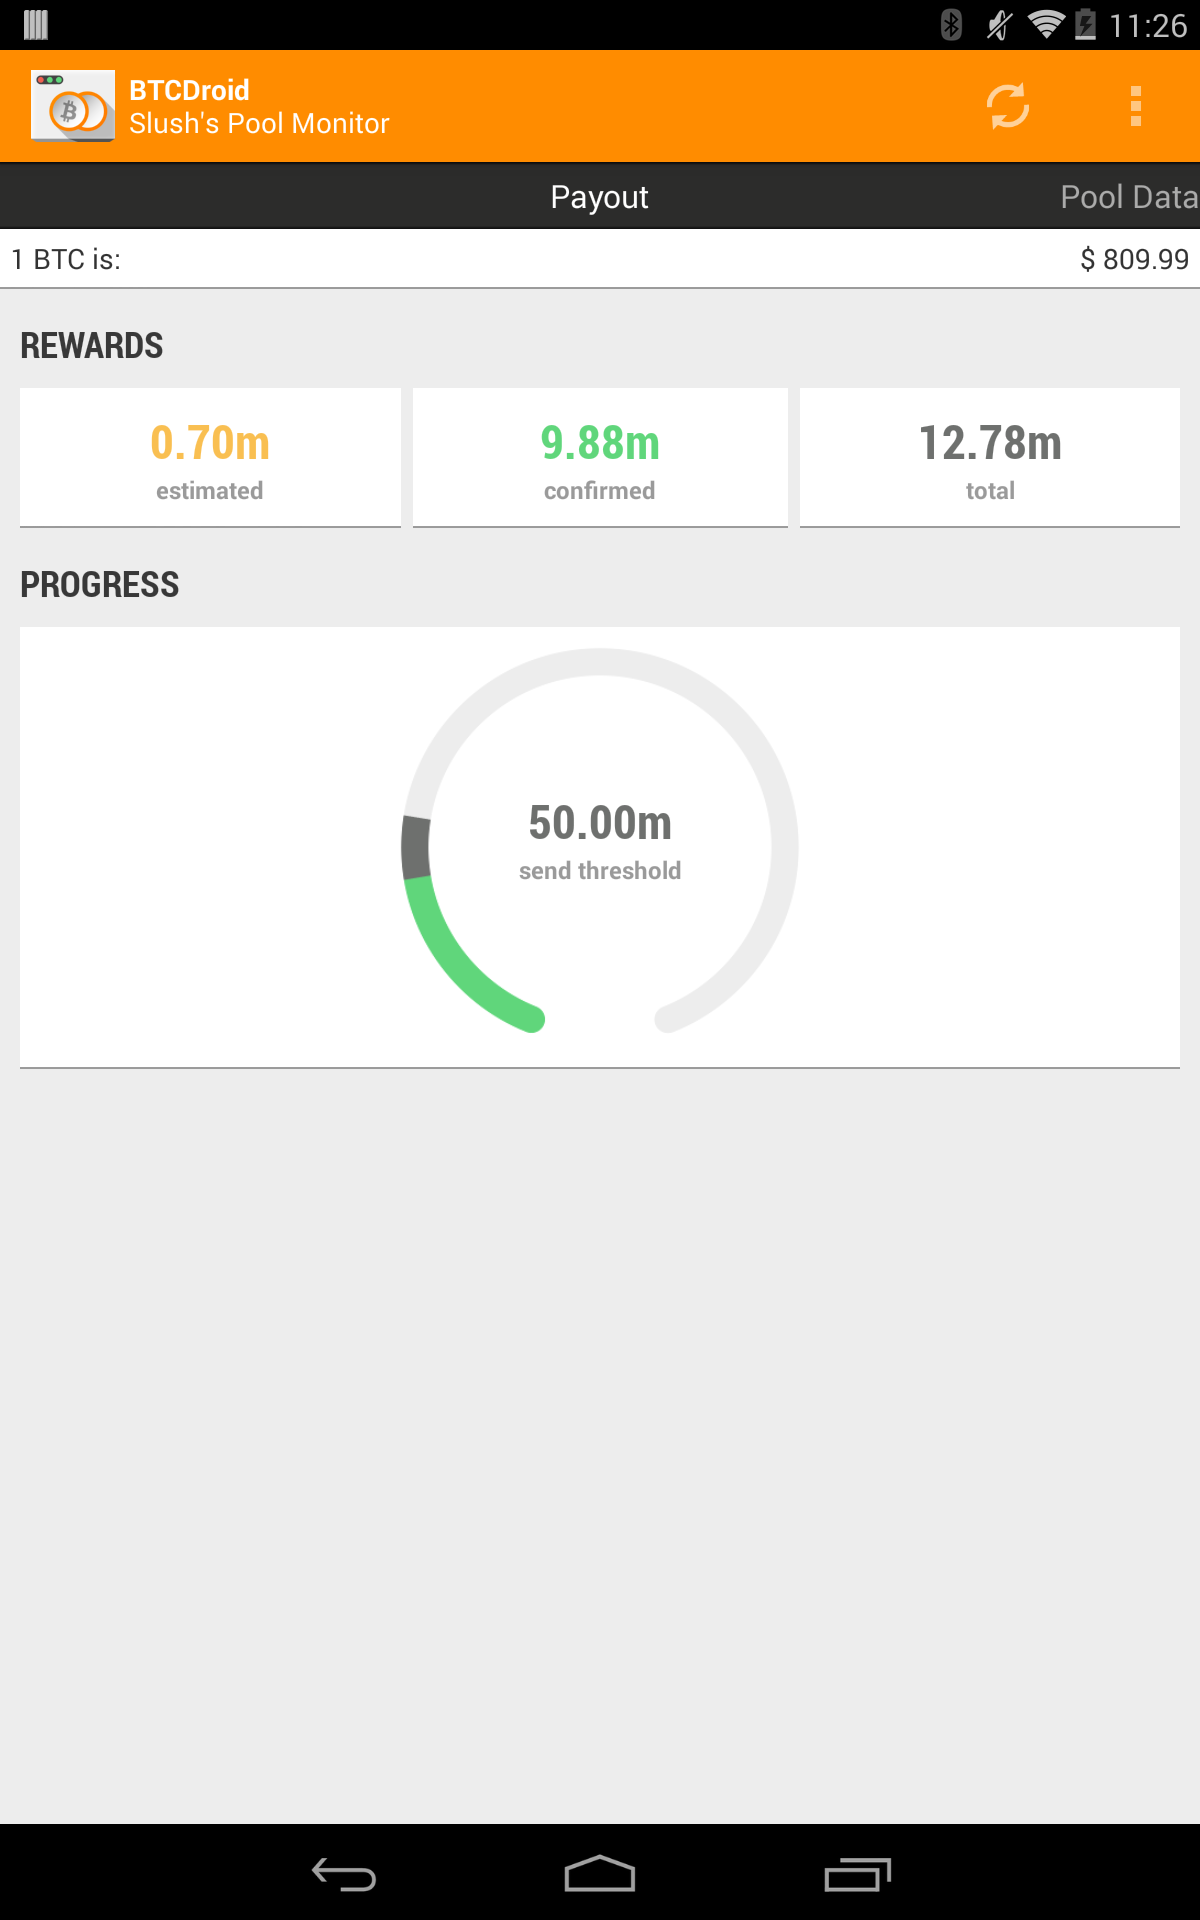 11:26
BTCDroid
Slush's Pool Monitor
Payout
Pool Data
1 BTC is:
$ 809.99
REWARDS
0.70m
estimated
9.88m
confirmed
12.78m
total
PROGRESS
50.00m
send threshold